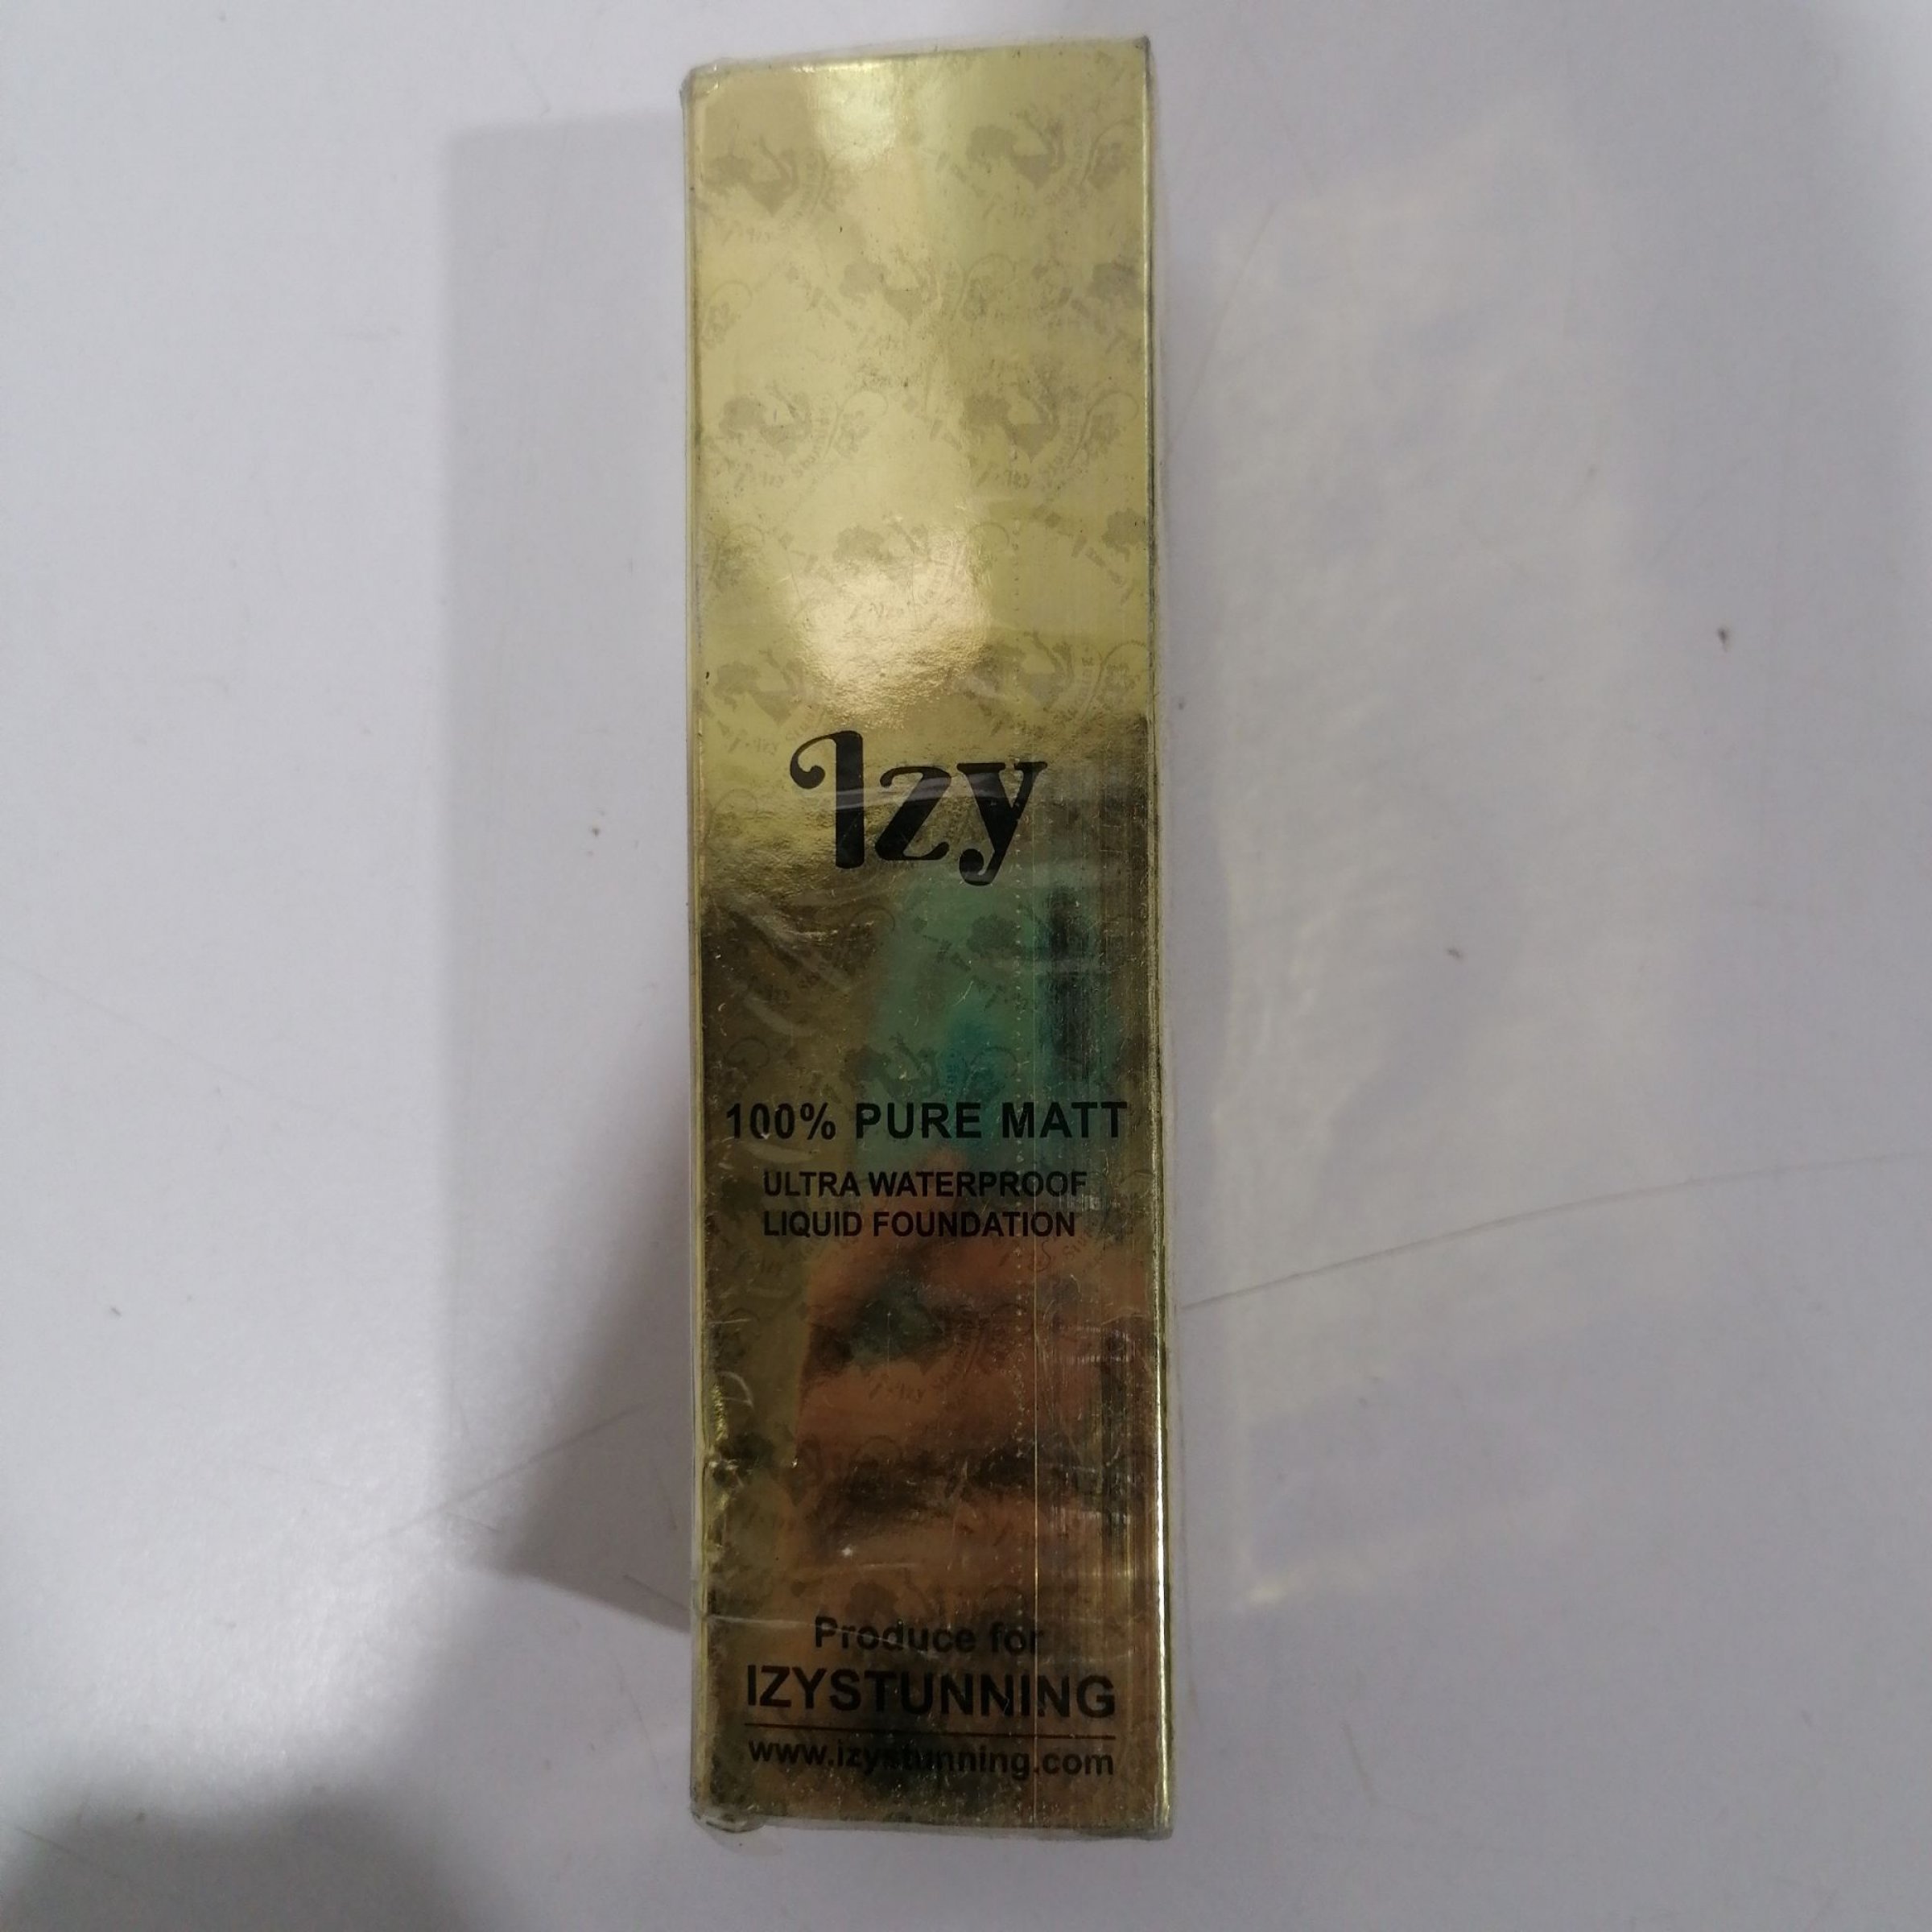 Izy
100% PURE MATT
ULTRA WATERPROOF
LIQUID FOUNDATION
Produce for
IZYSTUNNING
www.izystunning.com